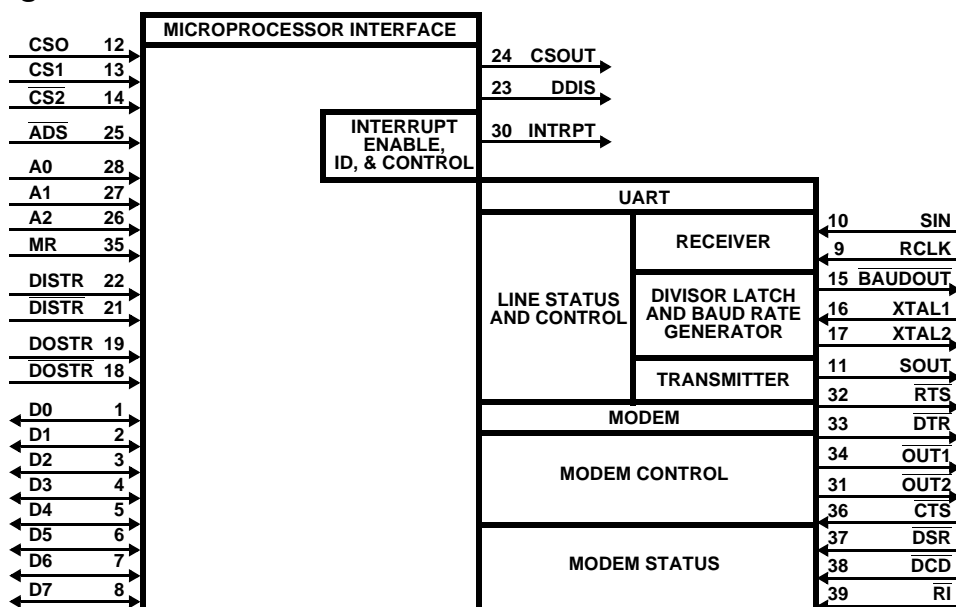 MICROPROCESSOR INTERFACE
CSO 12
CS1 13
CS2 14
ADS 25
A0 28
A1 27
A2 26
MR 35
DISTR 22
DISTR 21
DOSTR 19
DOSTR 18
D0 1
D1 2
D2 3
D3 4
D4 5
D5 6
D6 7
D7 8
24 CSOUT
23 DDIS
30 INTRPT
INTERRUPT
ENABLE,
ID, & CONTROL
UART
LINE STATUS
AND CONTROL
RECEIVER
DIVISOR LATCH
AND BAUD RATE
GENERATOR
TRANSMITTER
MODEM
MODEM CONTROL
MODEM STATUS
10 SIN
9 RCLK
15 BAUDOUT
16 XTAL1
17 XTAL2
11 SOUT
32 RTS
33 DTR
34 OUT1
31 OUT2
36 CTS
37 DSR
38 DCD
39 RI